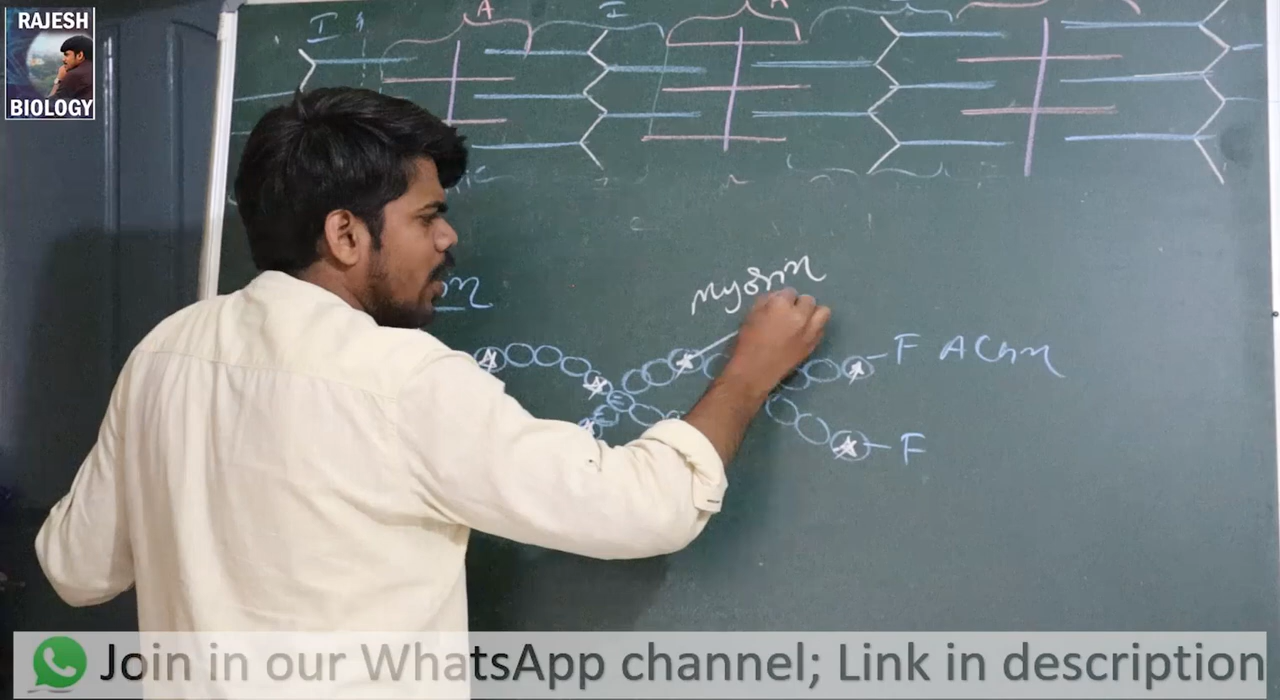 RAJESH
BIOLOGY
I A I A
myosin
F Actin
F
Join in our WhatsApp channel; Link in description